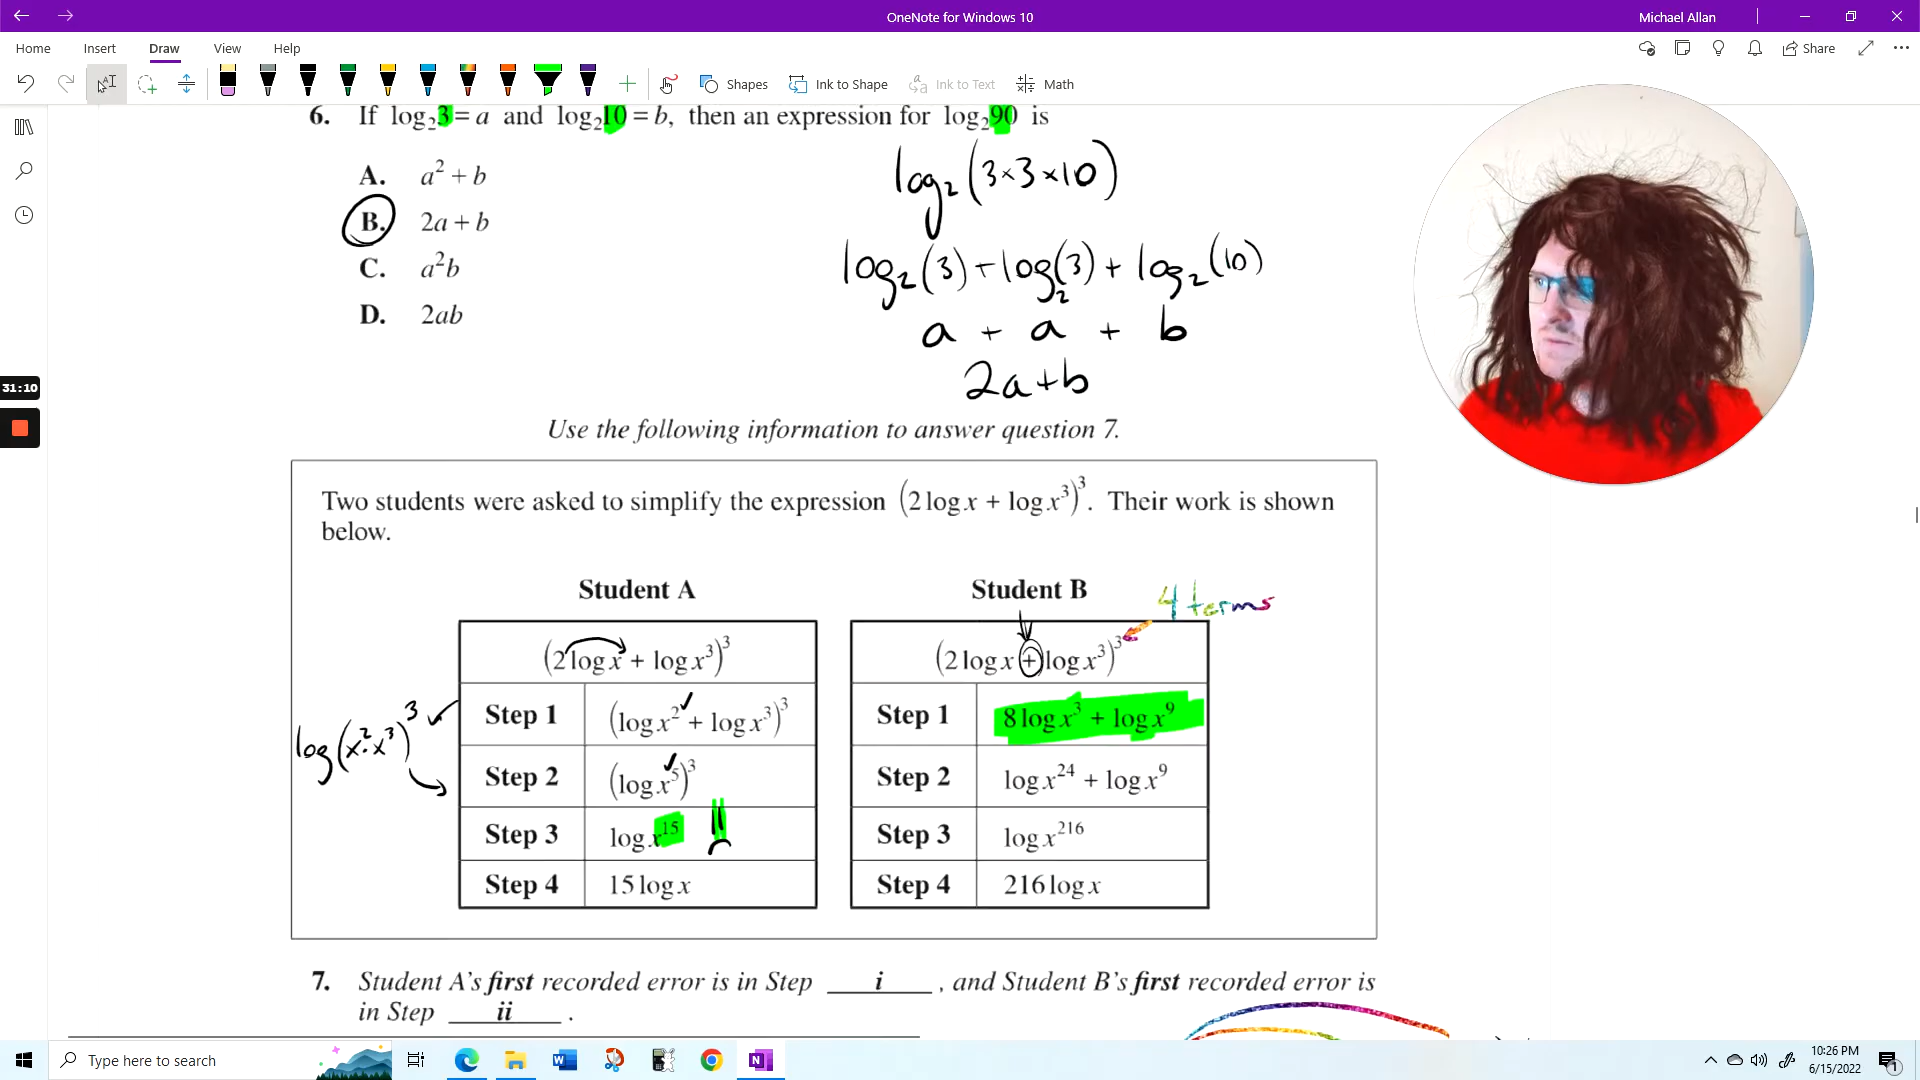 OneNote for Windows 10
Michael Allan
Home Insert Draw View Help
Share
Shapes Ink to Shape Ink to Text Math
6. If log₂3 = a and log₂10 = b, then an expression for log₂90 is
A. a² + b
B. 2a + b
C. a²b
D. 2ab
log₂(3×3×10)
log₂(3) + log₂(3) + log₂(10)
a + a + b
2a+b
31:10
Use the following information to answer question 7.
Two students were asked to simplify the expression (2 log x + log x³)³. Their work is shown
below.
Student A
(2 log x + log x³)³
Step 1 (log x² + log x³)³
Step 2 (log x⁵)³
Step 3 log x¹⁵
Step 4 15 log x
log(x²·x³)³
Student B
4 terms
(2 log x + log x³)³
Step 1 8 log x³ + log x⁹
Step 2 log x²⁴ + log x⁹
Step 3 log x²¹⁶
Step 4 216 log x
7. Student A's first recorded error is in Step i , and Student B's first recorded error is
in Step ii .
Type here to search
10:26 PM
6/15/2022
1